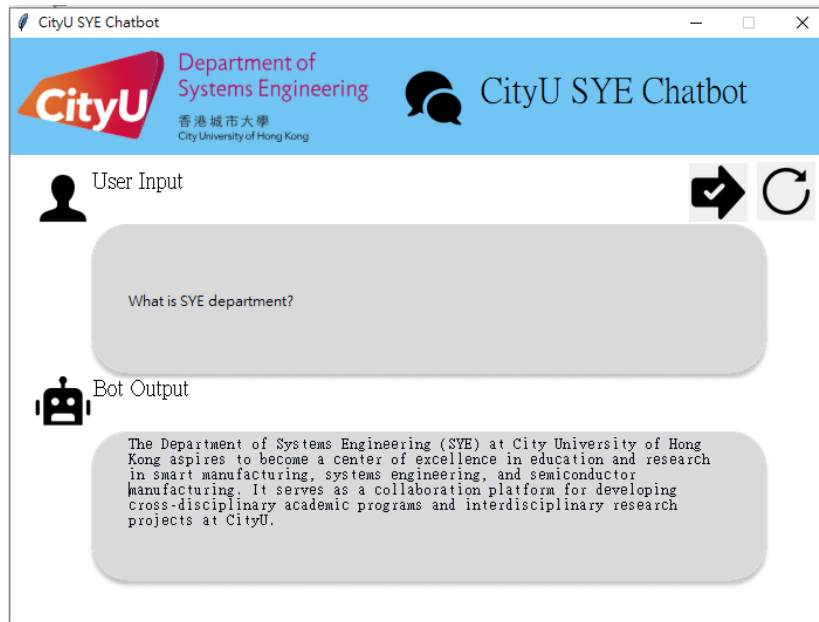 CityU SYE Chatbot
CityU
Department of
Systems Engineering
香港城市大學
City University of Hong Kong
CityU SYE Chatbot
User Input
What is SYE department?
Bot Output
The Department of Systems Engineering (SYE) at City University of Hong
Kong aspires to become a center of excellence in education and research
in smart manufacturing, systems engineering, and semiconductor
manufacturing. It serves as a collaboration platform for developing
cross-disciplinary academic programs and interdisciplinary research
projects at CityU.